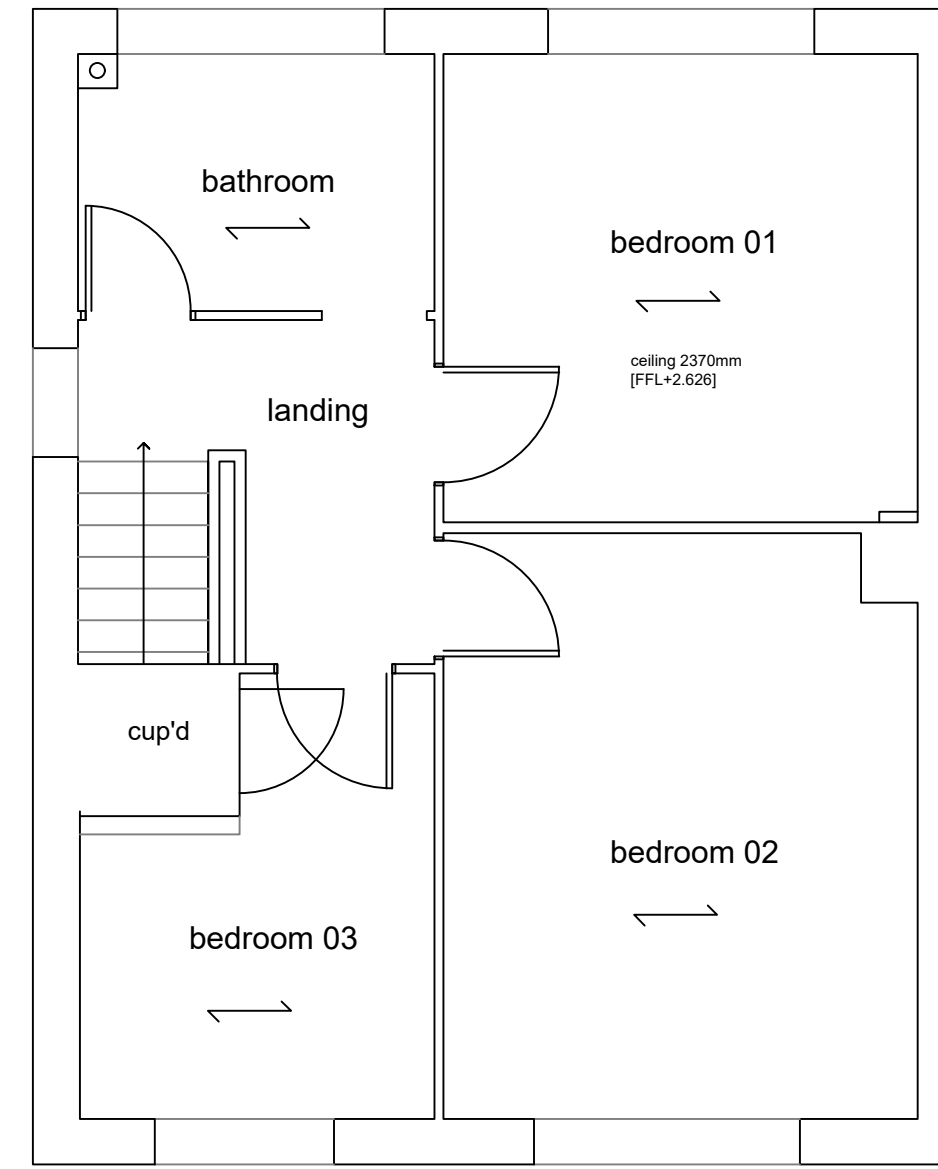 bathroom
bedroom 01
ceiling 2370mm
[FFL+2.626]
landing
cup'd
bedroom 02
bedroom 03